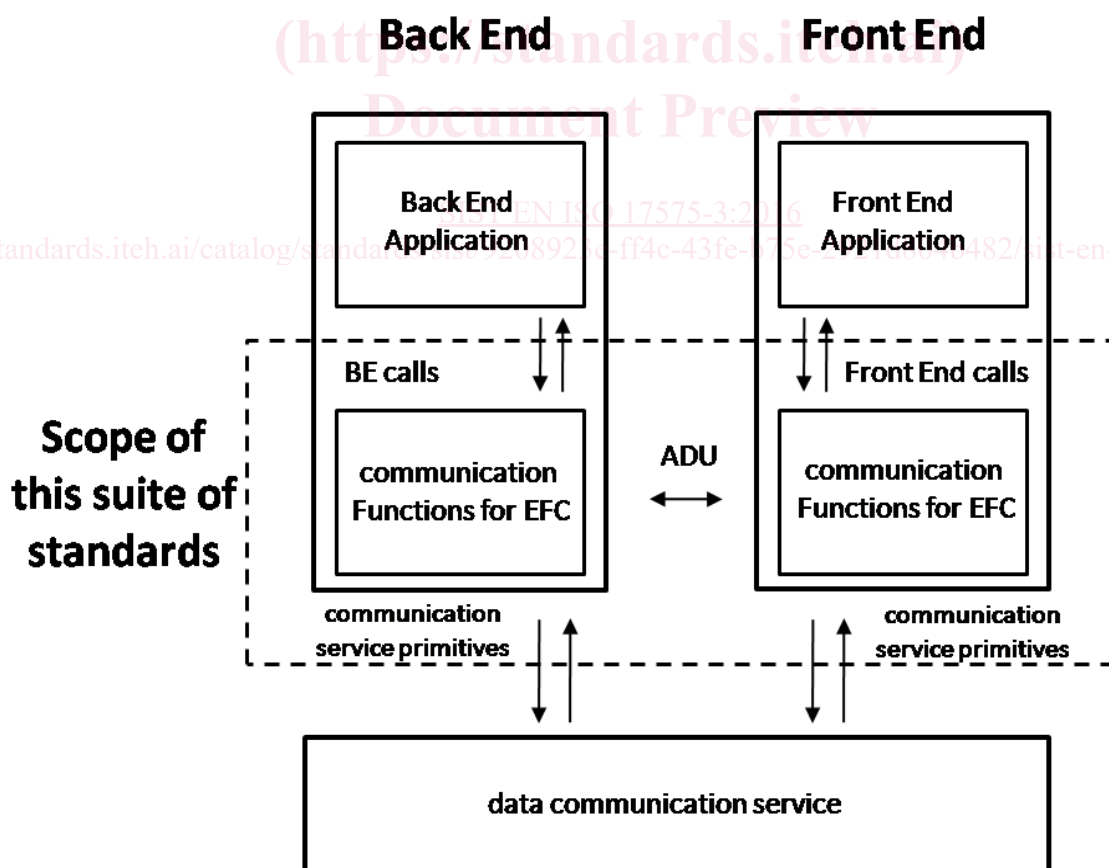 (https://standards.iteh.ai)
Back End
Front End
Document Preview
Back End
Application
Front End
Application
SIST EN ISO 17575-3:2016
BE calls
Front End calls
Scope of
this suite of
standards
communication
Functions for EFC
ADU
communication
Functions for EFC
communication
service primitives
communication
service primitives
data communication service